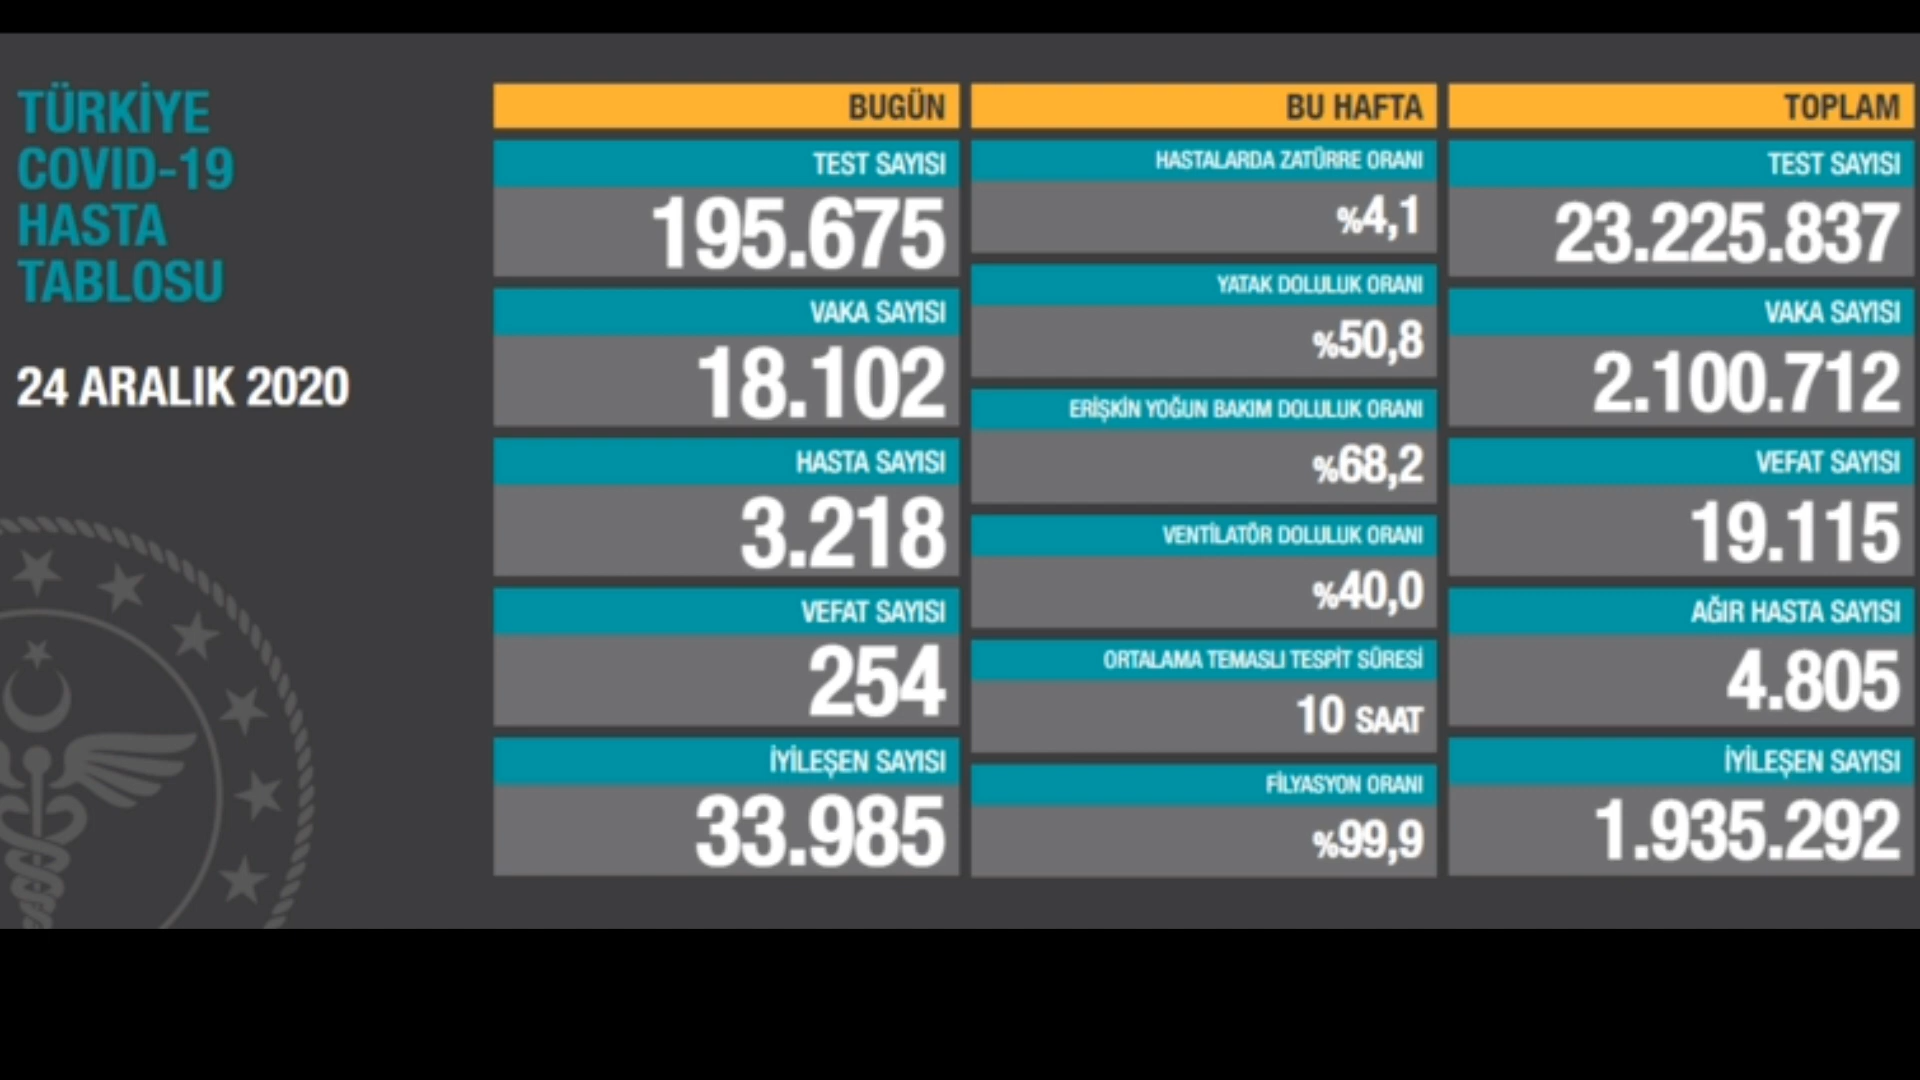 TÜRKİYE
COVID-19
HASTA
TABLOSU
24 ARALIK 2020
BUGÜN
TEST SAYISI
195.675
VAKA SAYISI
18.102
HASTA SAYISI
3.218
VEFAT SAYISI
254
İYİLEŞEN SAYISI
33.985
BU HAFTA
HASTALARDA ZATÜRRE ORANI
%4,1
YATAK DOLULUK ORANI
%50,8
ERİŞKİN YOĞUN BAKIM DOLULUK ORANI
%68,2
VENTİLATÖR DOLULUK ORANI
%40,0
ORTALAMA TEMASLI TESPİT SÜRESİ
10 SAAT
FİLYASYON ORANI
%99,9
TOPLAM
TEST SAYISI
23.225.837
VAKA SAYISI
2.100.712
VEFAT SAYISI
19.115
AĞIR HASTA SAYISI
4.805
İYİLEŞEN SAYISI
1.935.292